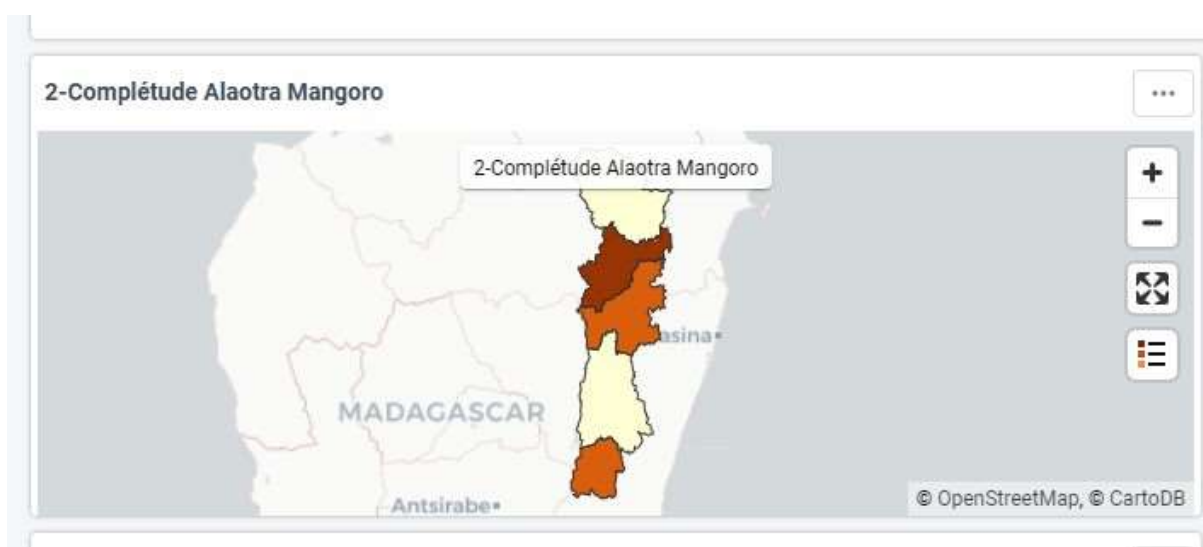 2-Complétude Alaotra Mangoro
2-Complétude Alaotra Mangoro
asina
MADAGASCAR
Antsirabe
© OpenStreetMap, © CartoDB